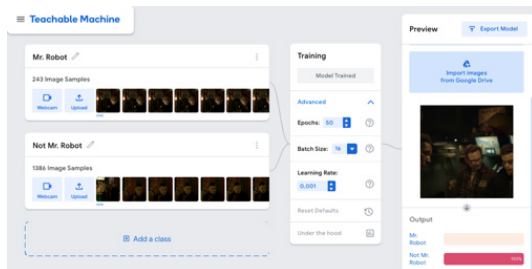 Teachable Machine
Mr. Robot
243 Image Samples
Webcam
Upload
Not Mr. Robot
1386 Image Samples
Webcam
Upload
Add a class
Training
Model Trained
Advanced
Epochs: 50
Batch Size: 16
Learning Rate:
0,001
Reset Defaults
Under the hood
Preview
Export Model
Import images
from Google Drive
Output
Mr.
Robot
Not Mr.
Robot